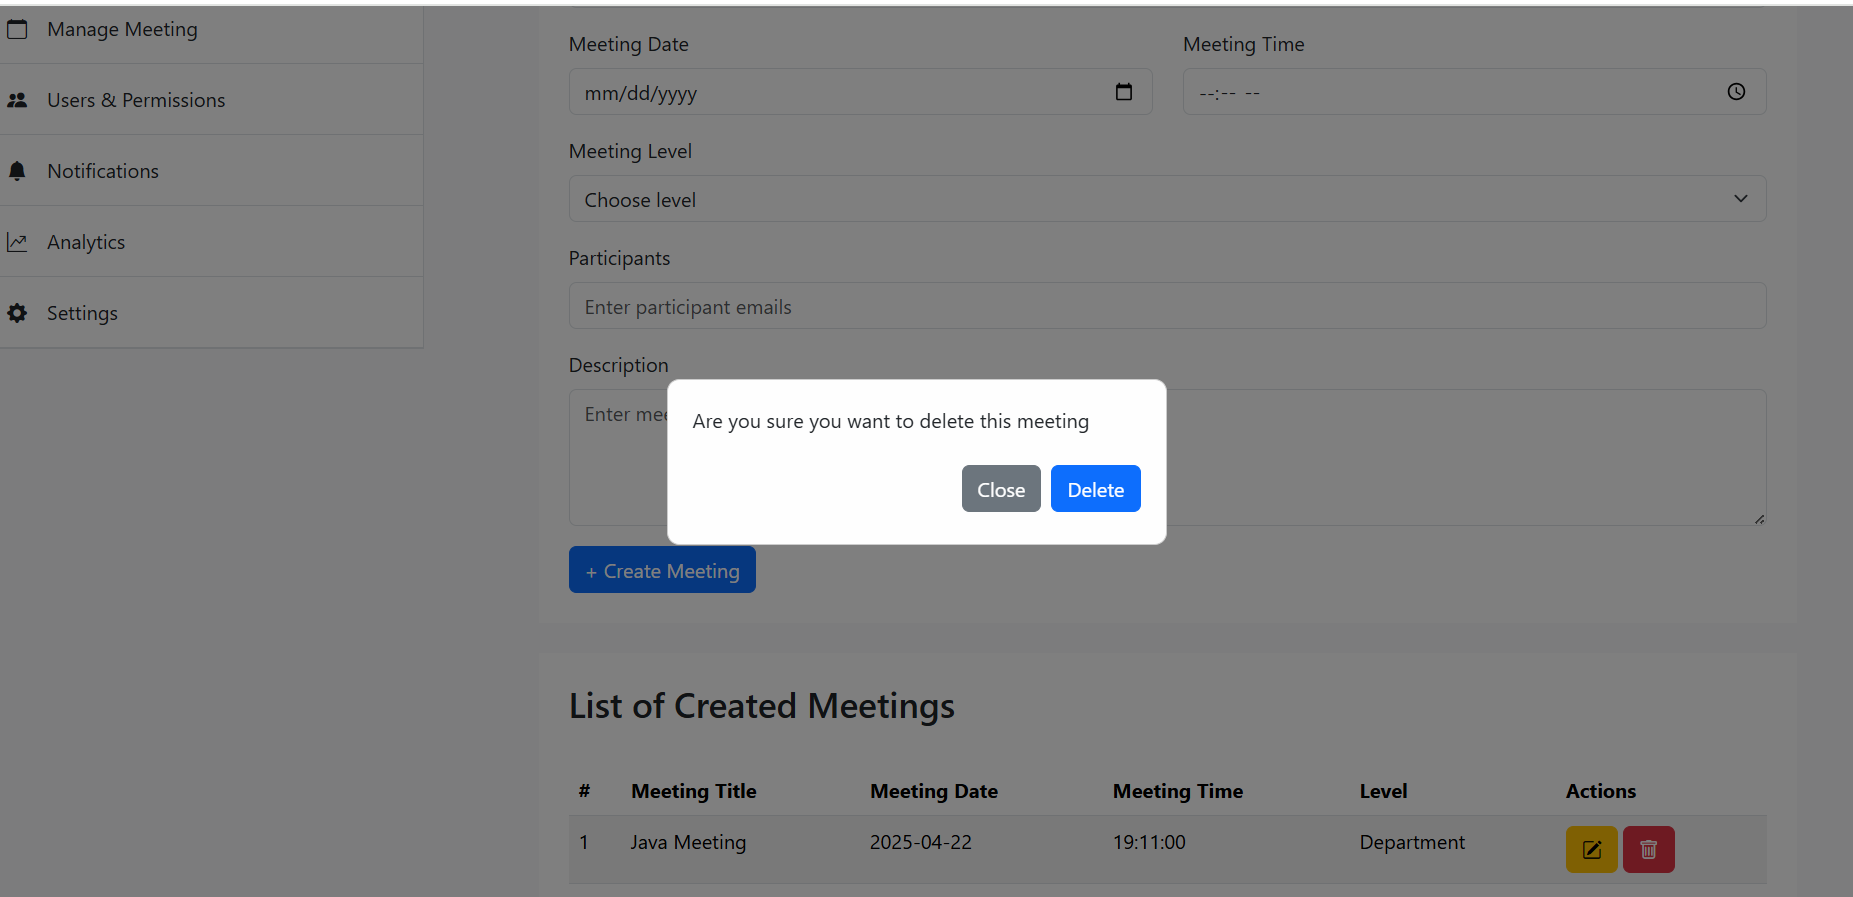 Manage Meeting
Users & Permissions
Notifications
Analytics
Settings
Meeting Date Meeting Time
mm/dd/yyyy --:-- --
Meeting Level
Choose level
Participants
Enter participant emails
Description
Enter
Are you sure you want to delete this meeting
Close Delete
+ Create Meeting
List of Created Meetings
# Meeting Title Meeting Date Meeting Time Level Actions
1 Java Meeting 2025-04-22 19:11:00 Department